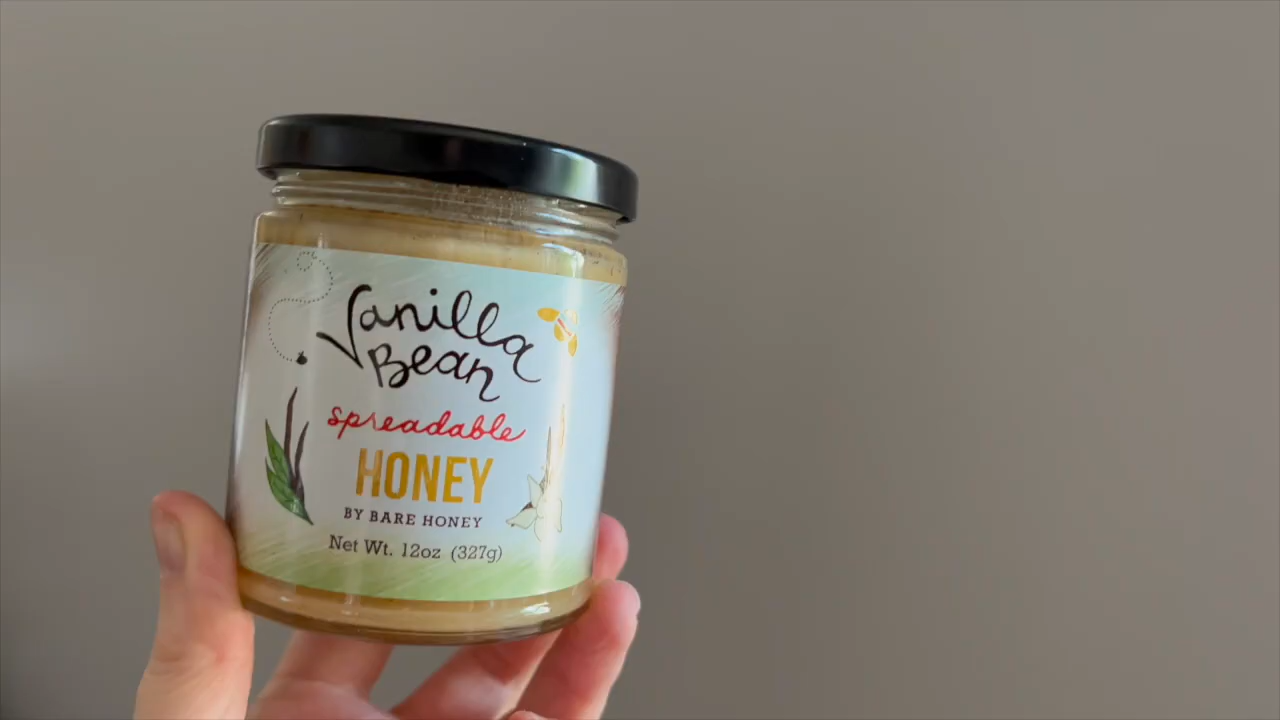 Vanilla
Bean
spreadable
HONEY
BY BARE HONEY
Net Wt. 12oz (327g)